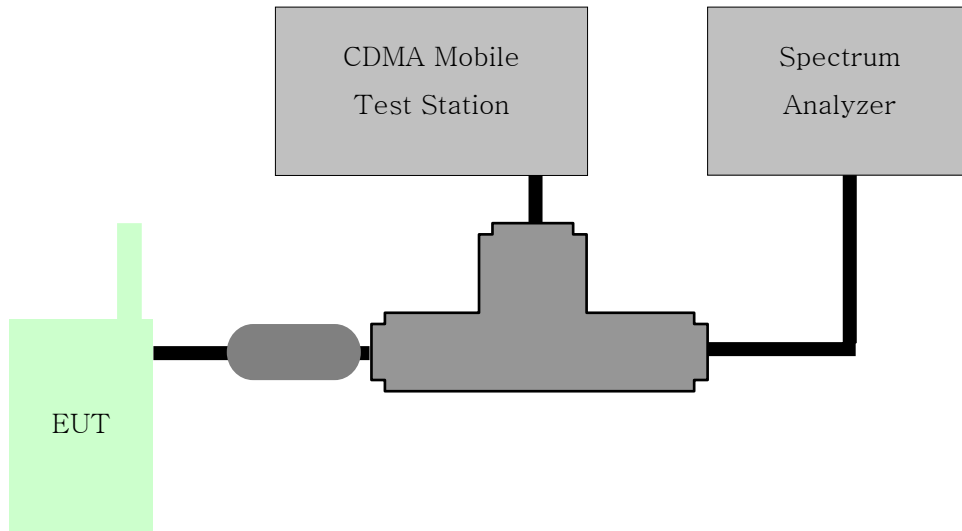 CDMA Mobile
Test Station
Spectrum
Analyzer
EUT